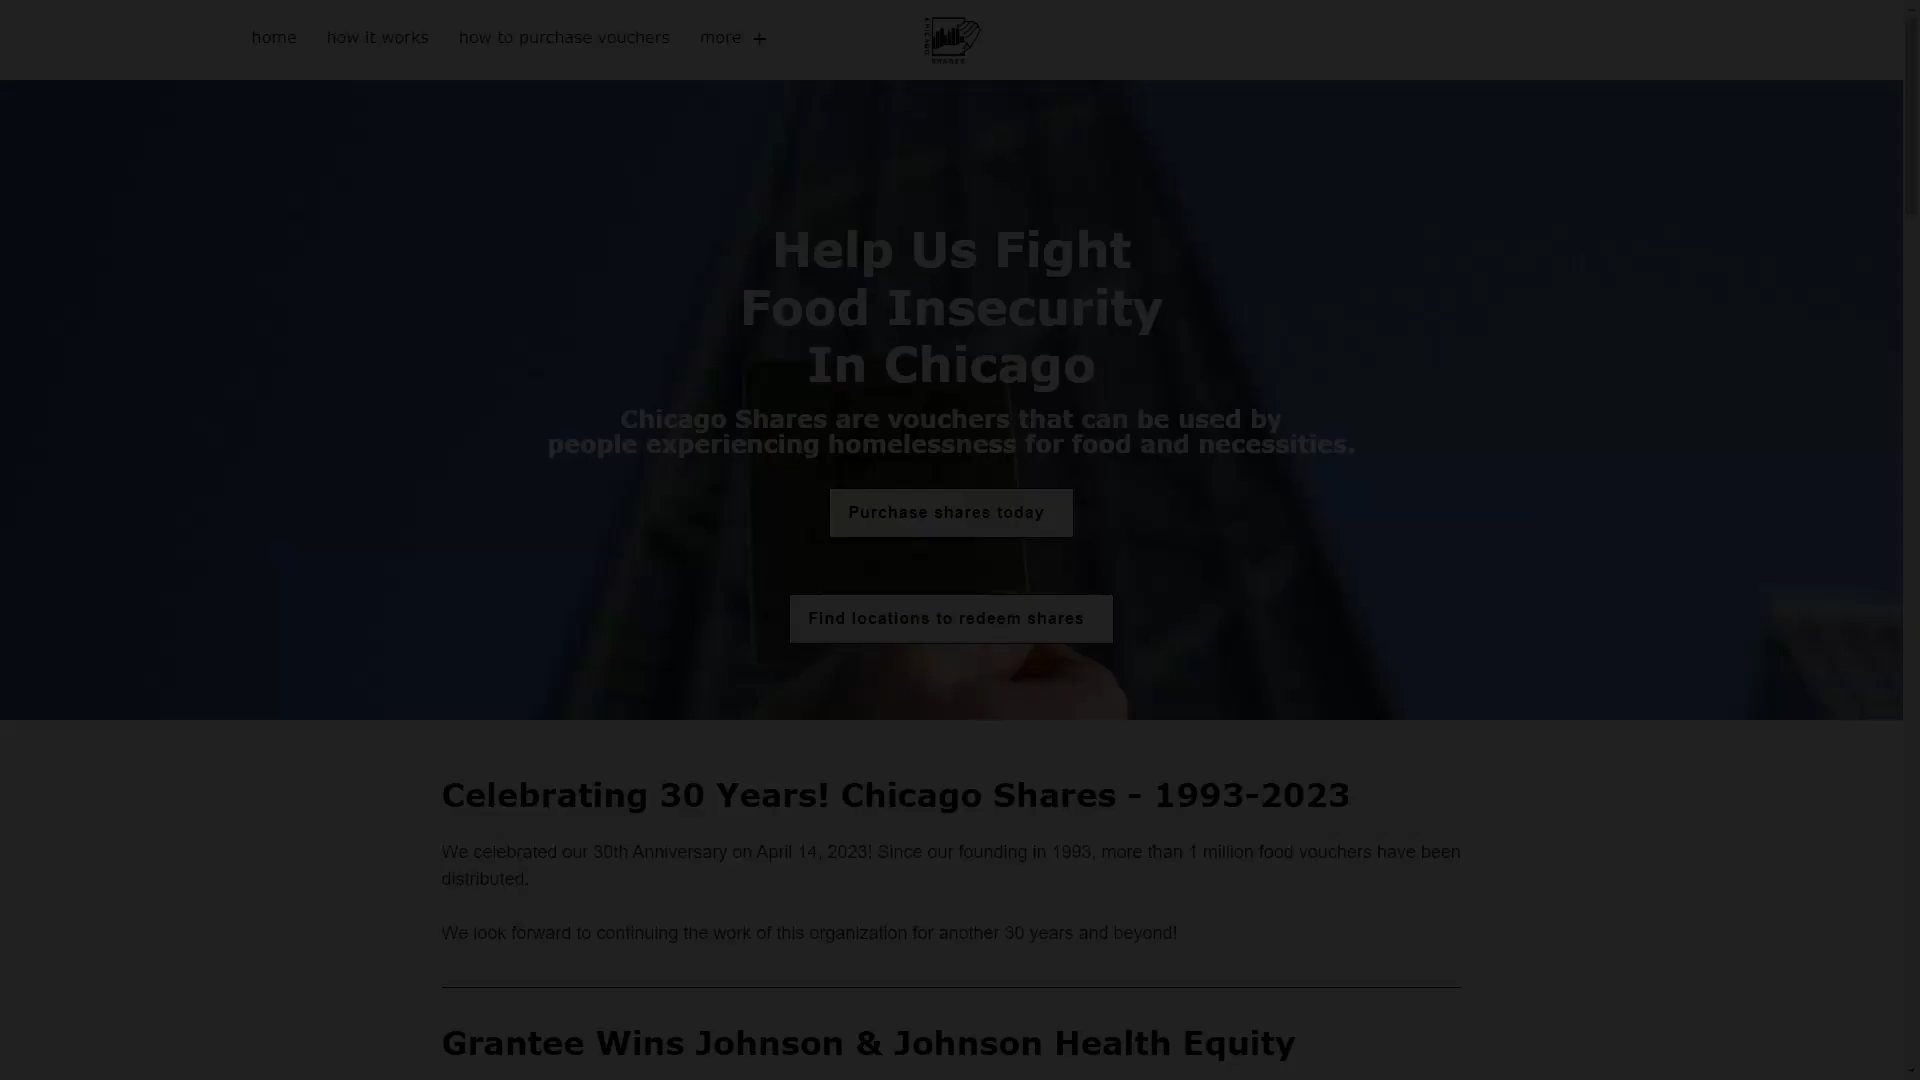 home how It works how to purchase vouchers more +
SHARES
Help Us Fight
Food Insecurity
In Chicago
Chicago Shares are vouchers that can be used by
people experiencing homelessness for food and necessities.
Purchase shares today
Find locations to redeem shares
Celebrating 30 Years! Chicago Shares - 1993-2023
We celebrated our 30th Anniversary on April 14, 2023! Since our founding in 1993, more than 1 million food vouchers have been
distributed.
We look forward to continuing the work of this organization for another 30 years and beyond!
Grantee Wins Johnson & Johnson Health Equity